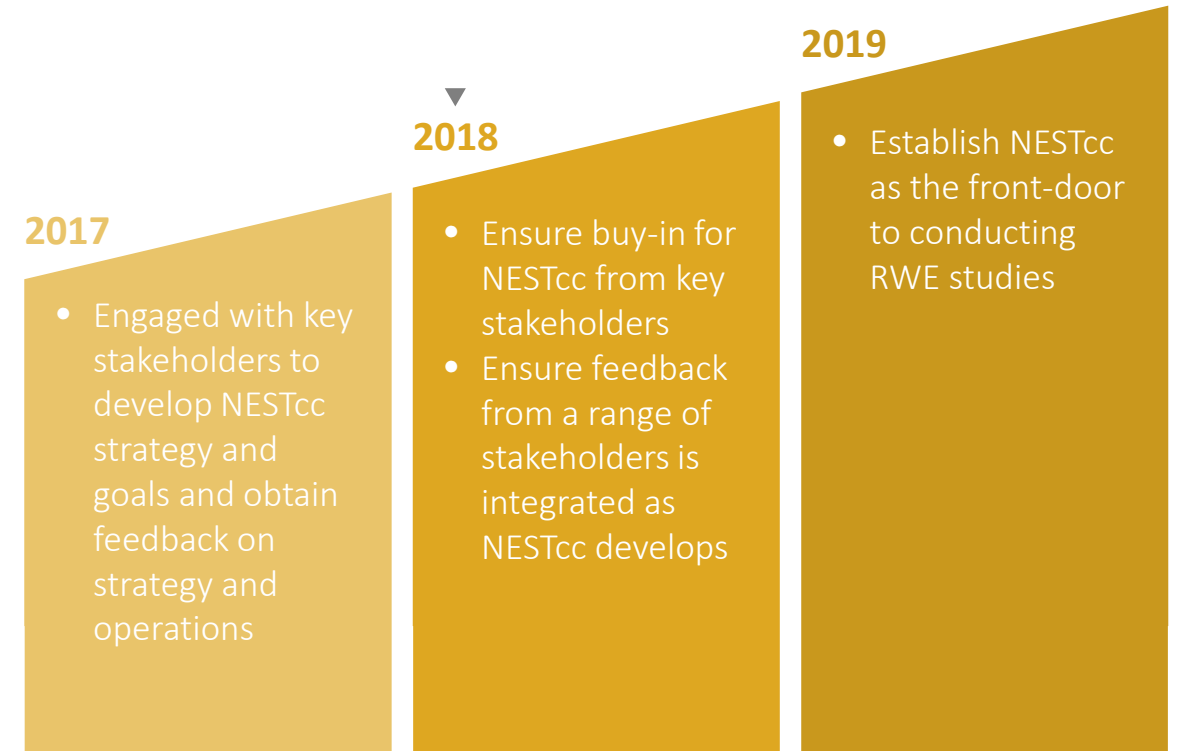 2017
• Engaged with key
stakeholders to
develop NESTcc
strategy and
goals and obtain
feedback on
strategy and
operations
2018
• Ensure buy-in for
NESTcc from key
stakeholders
• Ensure feedback
from a range of
stakeholders is
integrated as
NESTcc develops
2019
• Establish NESTcc
as the front-door
to conducting
RWE studies